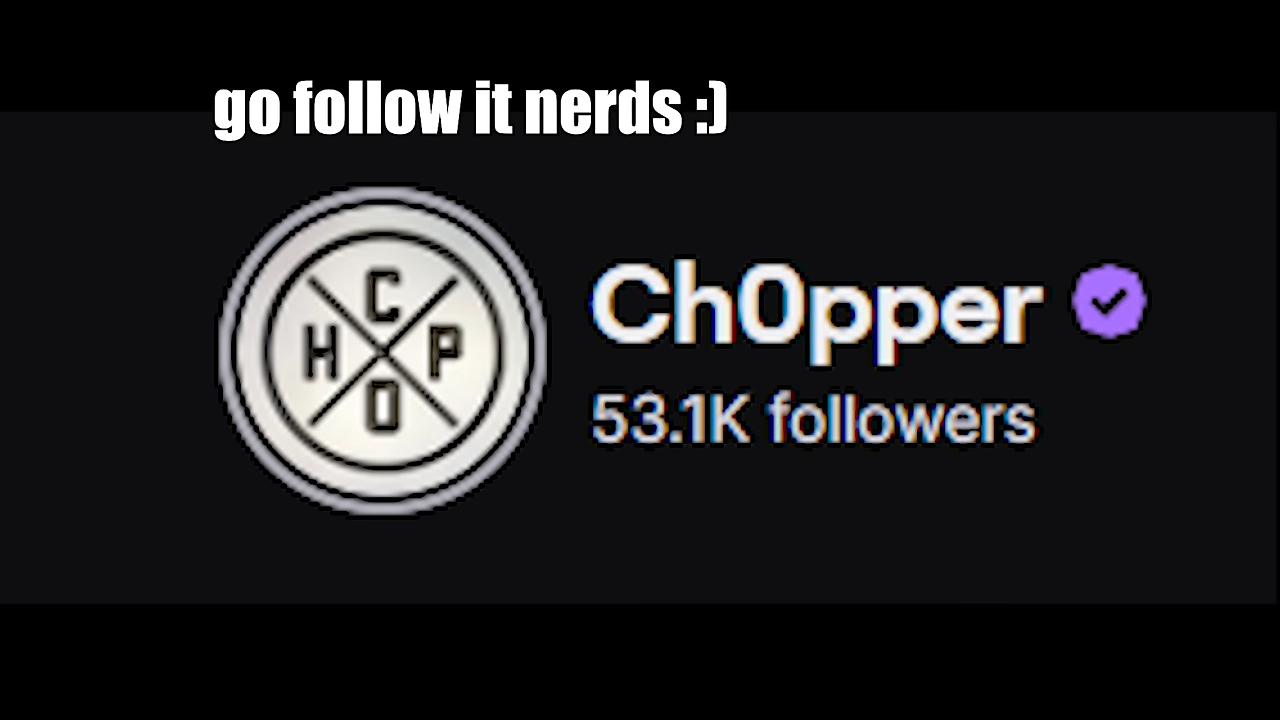 go follow it nerds :)
C
H P
O
Ch0pper
53.1K followers